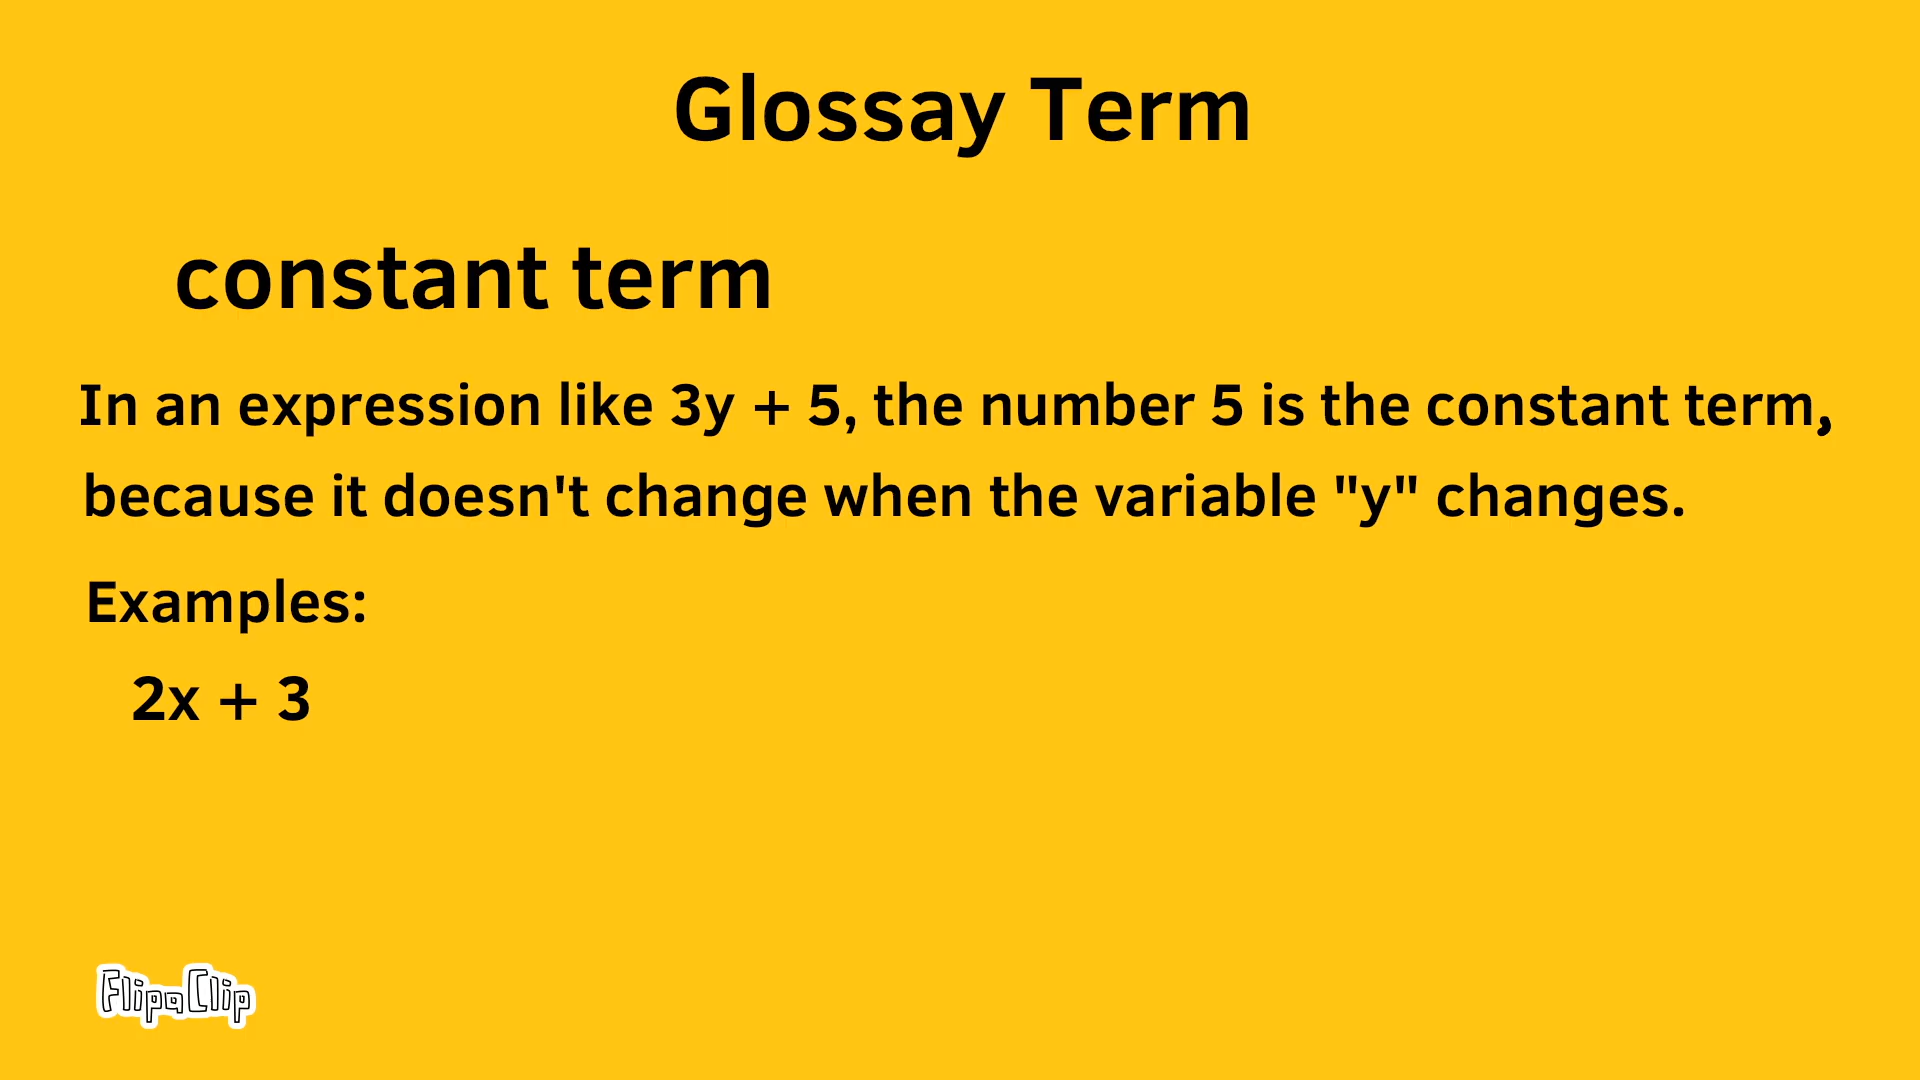 Glossay Term
constant term
In an expression like 3y + 5, the number 5 is the constant term,
because it doesn't change when the variable "y" changes.
Examples:
2x + 3
FlipaClip